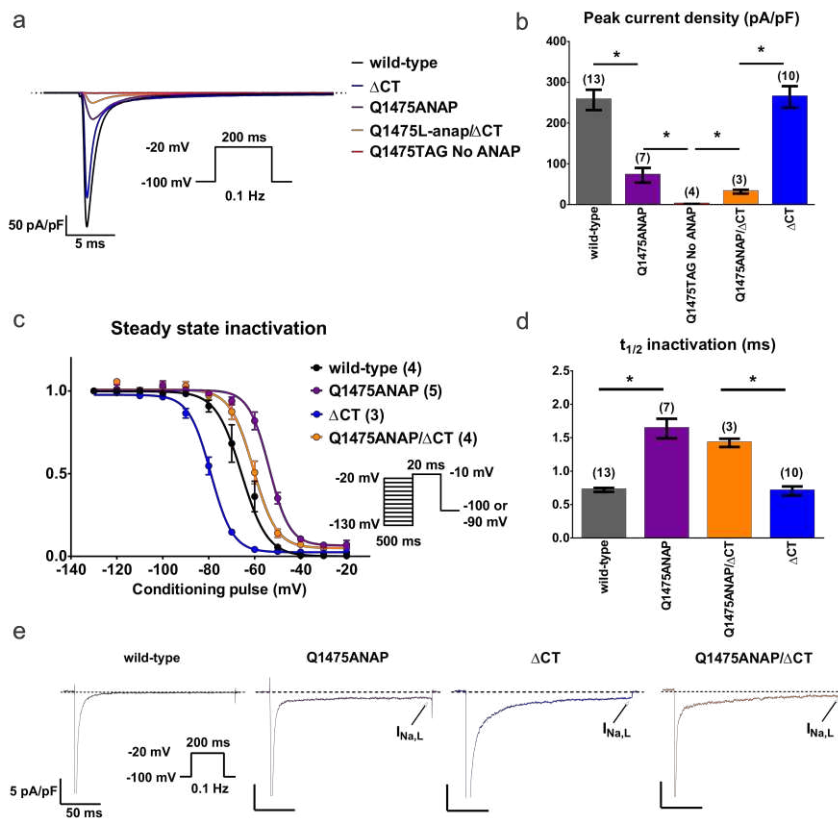 a
wild-type
ΔCT
Q1475ANAP
Q1475L-anap/ΔCT
Q1475TAG No ANAP
200 ms
-20 mV
-100 mV
0.1 Hz
50 pA/pF
5 ms
b
Peak current density (pA/pF)
400
300
200
100
0
(13)
(7)
(4)
(3)
(10)
*
*
*
*
wild-type
Q1475ANAP
Q1475TAG No ANAP
Q1475ANAP/ΔCT
ΔCT
c
Steady state inactivation
1.0
0.5
0.0
-140 -120 -100 -80 -60 -40 -20
Conditioning pulse (mV)
wild-type (4)
Q1475ANAP (5)
ΔCT (3)
Q1475ANAP/ΔCT (4)
20 ms
-20 mV
-10 mV
-130 mV
-100 or
-90 mV
500 ms
d
t1/2 inactivation (ms)
2.5
2.0
1.5
1.0
0.5
0.0
(13)
(7)
(3)
(10)
*
*
wild-type
Q1475ANAP
Q1475ANAP/ΔCT
ΔCT
e
wild-type
200 ms
-20 mV
-100 mV
0.1 Hz
5 pA/pF
50 ms
Q1475ANAP
INa,L
ΔCT
INa,L
Q1475ANAP/ΔCT
INa,L